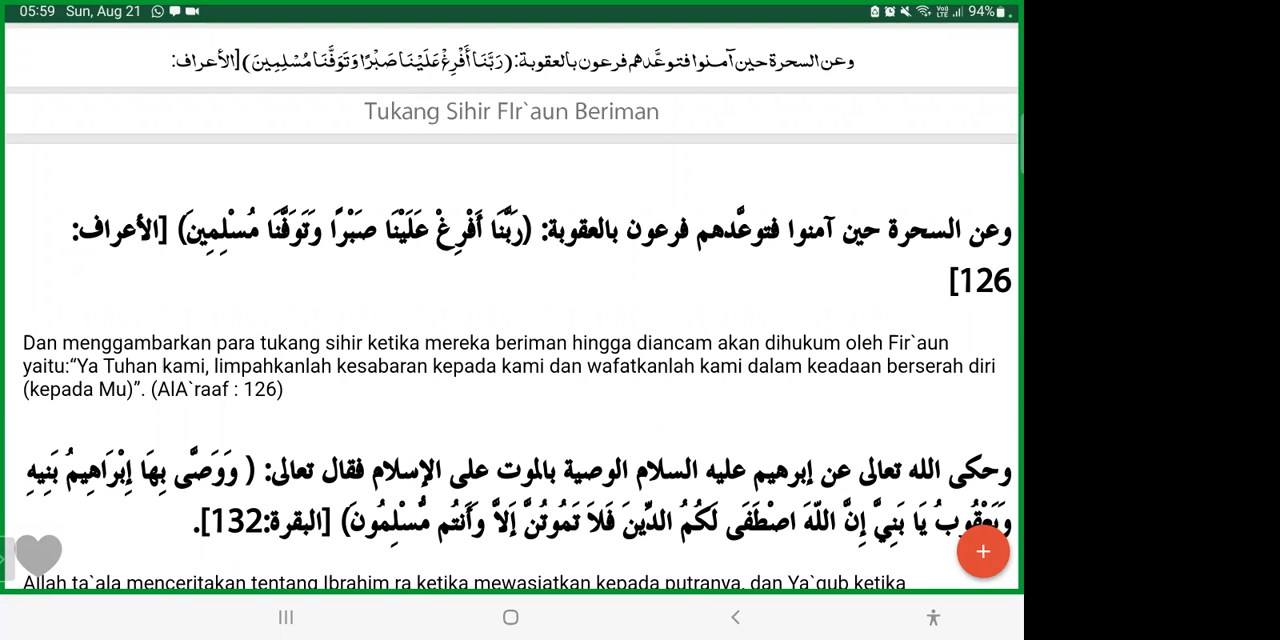 05:59 Sun, Aug 21
94%
وعن السحرة حين آمنوا فتوعَّدهم فرعون بالعقوبة: (رَبَّنَا أَفْرِغْ عَلَيْنَا صَبْرًا وَتَوَفَّنَا مُسْلِمِينَ) [الأعراف:
Tukang Sihir FIr`aun Beriman
وعن السحرة حين آمنوا فتوعَّدهم فرعون بالعقوبة: (رَبَّنَا أَفْرِغْ عَلَيْنَا صَبْرًا وَتَوَفَّنَا مُسْلِمِينَ) [الأعراف:
126]
Dan menggambarkan para tukang sihir ketika mereka beriman hingga diancam akan dihukum oleh Fir`aun
yaitu:“Ya Tuhan kami, limpahkanlah kesabaran kepada kami dan wafatkanlah kami dalam keadaan berserah diri
(kepada Mu)”. (AlA`raaf : 126)
وحكى الله تعالى عن إبرهيم عليه السلام الوصية بالموت على الإسلام فقال تعالى: ( وَوَصَّى بِهَا إِبْرَاهِيمُ بَنِيهِ
وَيَعْقُوبُ يَا بَنِيَّ إِنَّ اللّهَ اصْطَفَى لَكُمُ الدِّينَ فَلاَ تَمُوتُنَّ إَلاَّ وَأَنتُم مُّسْلِمُونَ) [البقرة:132].
Allah ta`ala menceritakan tentang Ibrahim ra ketika mewasiatkan kepada putranya, dan Ya`qub ketika